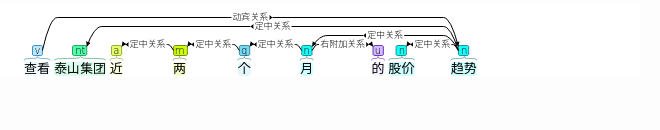 动宾关系
定中关系
定中关系
定中关系 定中关系 定中关系 右附加关系 定中关系
v nt a m q n u n n
查看 泰山集团 近 两 个 月 的 股价 趋势